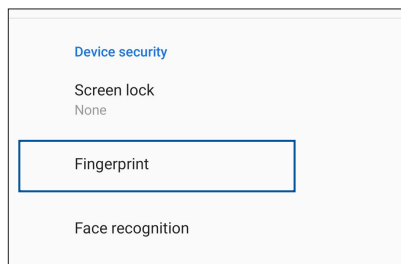 Device security
Screen lock
None
Fingerprint
Face recognition